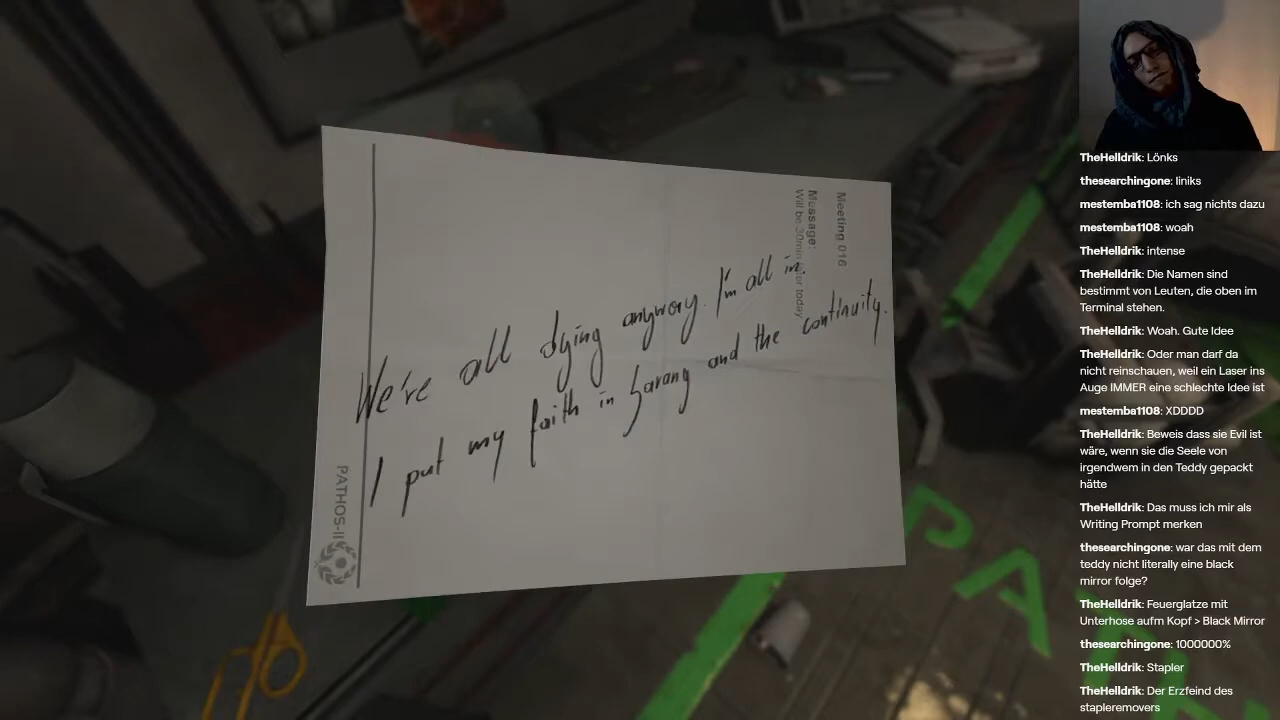 We're all dying anyway. I'm all in.
I put my faith in Sarang and the continuity.
Meeting 016
Message:
Will be 30min later today
PATHOS-II
PA
TheHelldrik: Lönks
thesearchingone: liniks
mestemba1108: ich sag nichts dazu
mestemba1108: woah
TheHelldrik: intense
TheHelldrik: Die Namen sind
bestimmt von Leuten, die oben im
Terminal stehen.
TheHelldrik: Woah. Gute Idee
TheHelldrik: Oder man darf da
nicht reinschauen, weil ein Laser ins
Auge IMMER eine schlechte Idee ist
mestemba1108: XDDDD
TheHelldrik: Beweis dass sie Evil ist
wäre, wenn sie die Seele von
irgendwem in den Teddy gepackt
hätte
TheHelldrik: Das muss ich mir als
Writing Prompt merken
thesearchingone: war das mit dem
teddy nicht literally eine black
mirror folge?
TheHelldrik: Feuerglatze mit
Unterhose aufm Kopf > Black Mirror
thesearchingone: 1000000%
TheHelldrik: Stapler
TheHelldrik: Der Erzfeind des
stapleremovers